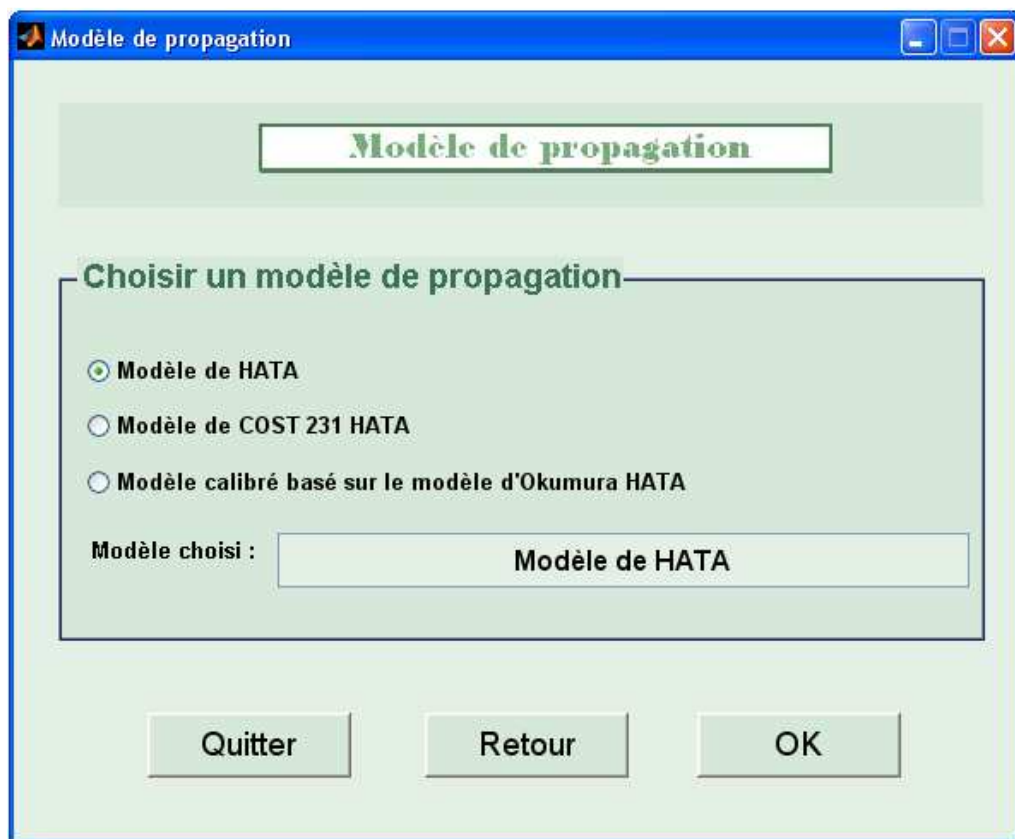 Modèle de propagation
Modèle de propagation
Choisir un modèle de propagation
Modèle de HATA
Modèle de COST 231 HATA
Modèle calibré basé sur le modèle d'Okumura HATA
Modèle choisi : Modèle de HATA
Quitter Retour OK